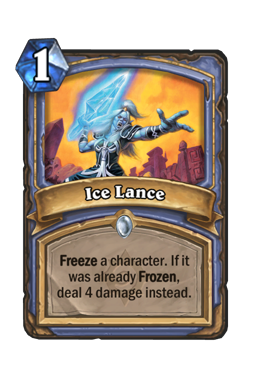 1
Ice Lance
Freeze a character. If it
was already Frozen,
deal 4 damage instead.